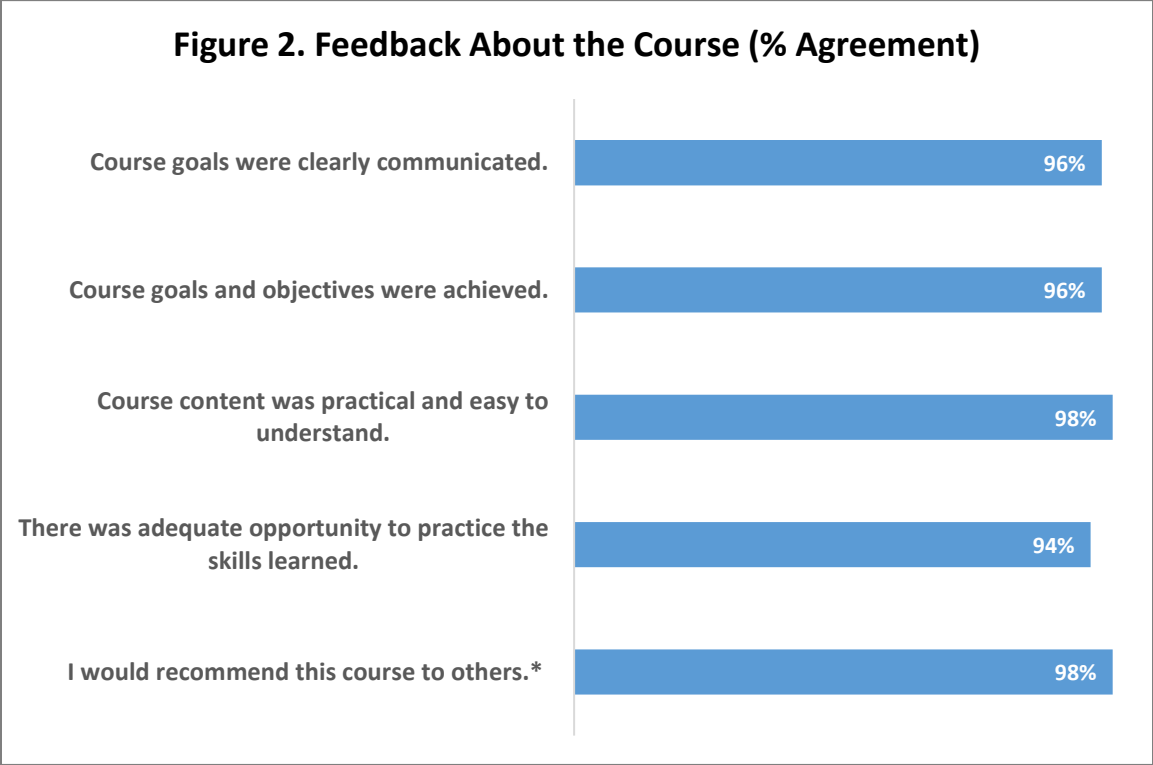 Figure 2. Feedback About the Course (% Agreement)
Course goals were clearly communicated.
96%
Course goals and objectives were achieved.
96%
Course content was practical and easy to
understand.
98%
There was adequate opportunity to practice the
skills learned.
94%
I would recommend this course to others.*
98%